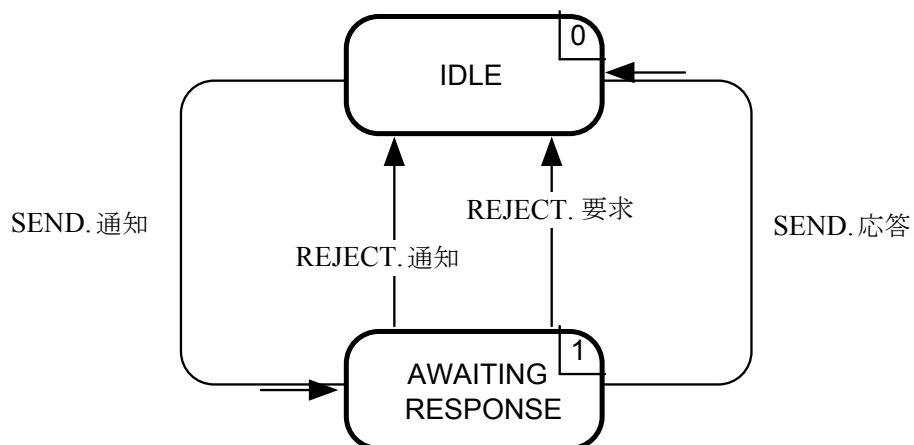 0
IDLE
SEND.通知
REJECT.要求
SEND.応答
REJECT.通知
1
AWAITING
RESPONSE